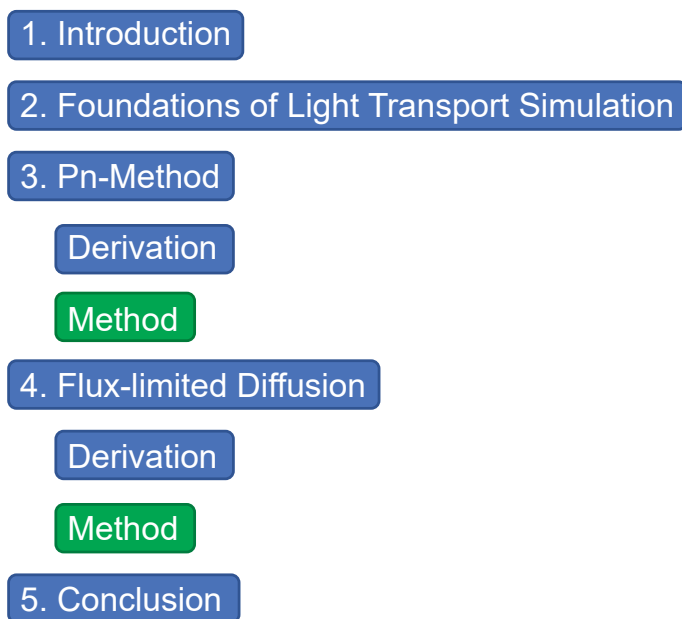 1. Introduction
2. Foundations of Light Transport Simulation
3. Pn-Method
Derivation
Method
4. Flux-limited Diffusion
Derivation
Method
5. Conclusion